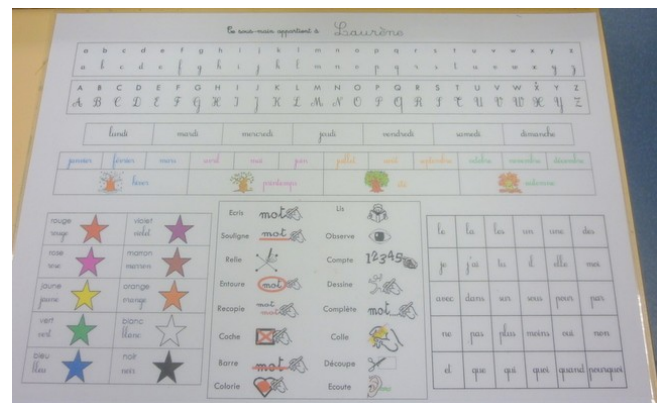 Ce sous-main appartient à Laurène
a b c d e f g h i j k l m n o p q r s t u v w x y z
a b c d e f g h i j k l m n o p q r s t u v w x y z
A B C D E F G H I J K L M N O P Q R S T U V W X Y Z
A B C D E F G H I J K L M N O P Q R S T U V W X Y Z
lundi mardi mercredi jeudi vendredi samedi dimanche
janvier février mars avril mai juin juillet août septembre octobre novembre décembre
hiver printemps été automne
rouge violet
rouge violet
rose marron
rose marron
jaune orange
jaune orange
vert blanc
vert blanc
bleu noir
bleu noir
Ecris mot Lis
Souligne mot Observe
Relie Compte 12345
Entoure mot Dessine
Recopie mot mot Complète mot
Coche Colle
Barre mot Découpe
Colorie Ecoute
le la les un une des
je j'ai tu il elle moi
avec dans sur sous pour par
ne pas plus moins oui non
et que qui quoi quand pourquoi